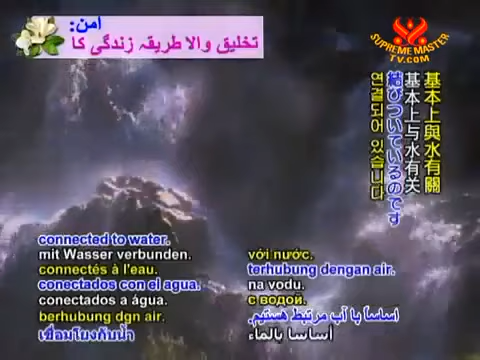 امن:
تخلیق والا طریقہ زندگی کا
SUPREME MASTER
TV.COM
基本上與水有關
基本上与水有关
結びついているのです
연결되어 있습니다
connected to water.
mit Wasser verbunden.
connectés à l'eau.
conectados con el agua.
conectados a água.
berhubung dgn air.
เชื่อมโยงกับน้ำ
với nước.
terhubung dengan air.
na vodu.
с водой.
اساساً با آب مرتبط هستیم.
أساسا بالماء